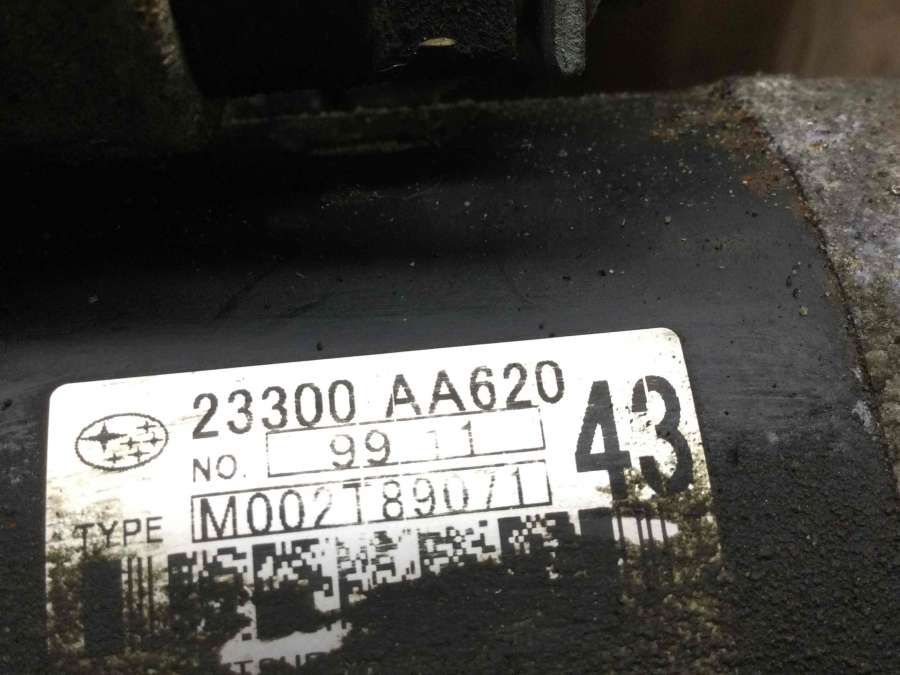 23300 AA620
43
NO. 99 11
TYPE M002T89071